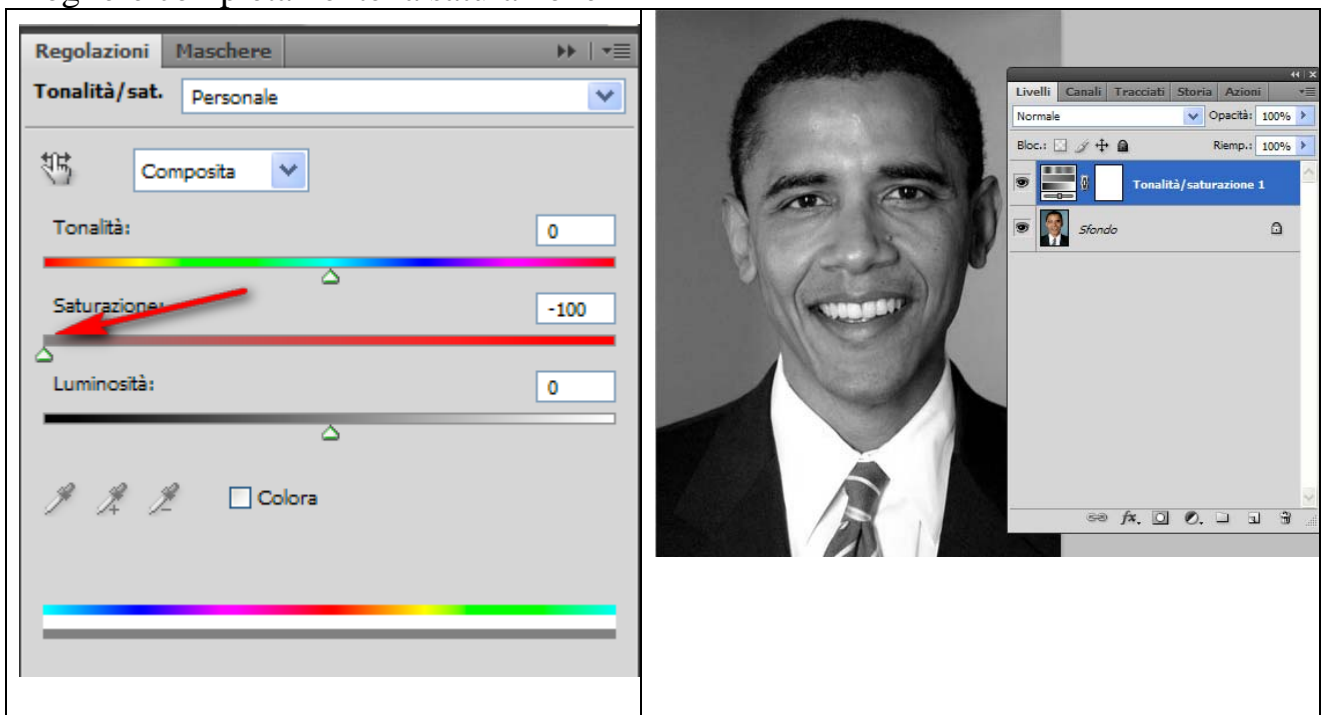 Regolazioni Maschere
Tonalità/sat. Personale
Composita
Tonalità: 0
Saturazione: -100
Luminosità: 0
Colora
Livelli Canali Tracciati Storia Azioni
Normale Opacità: 100%
Bloc.: Riemp.: 100%
Tonalità/saturazione 1
Sfondo
fx.